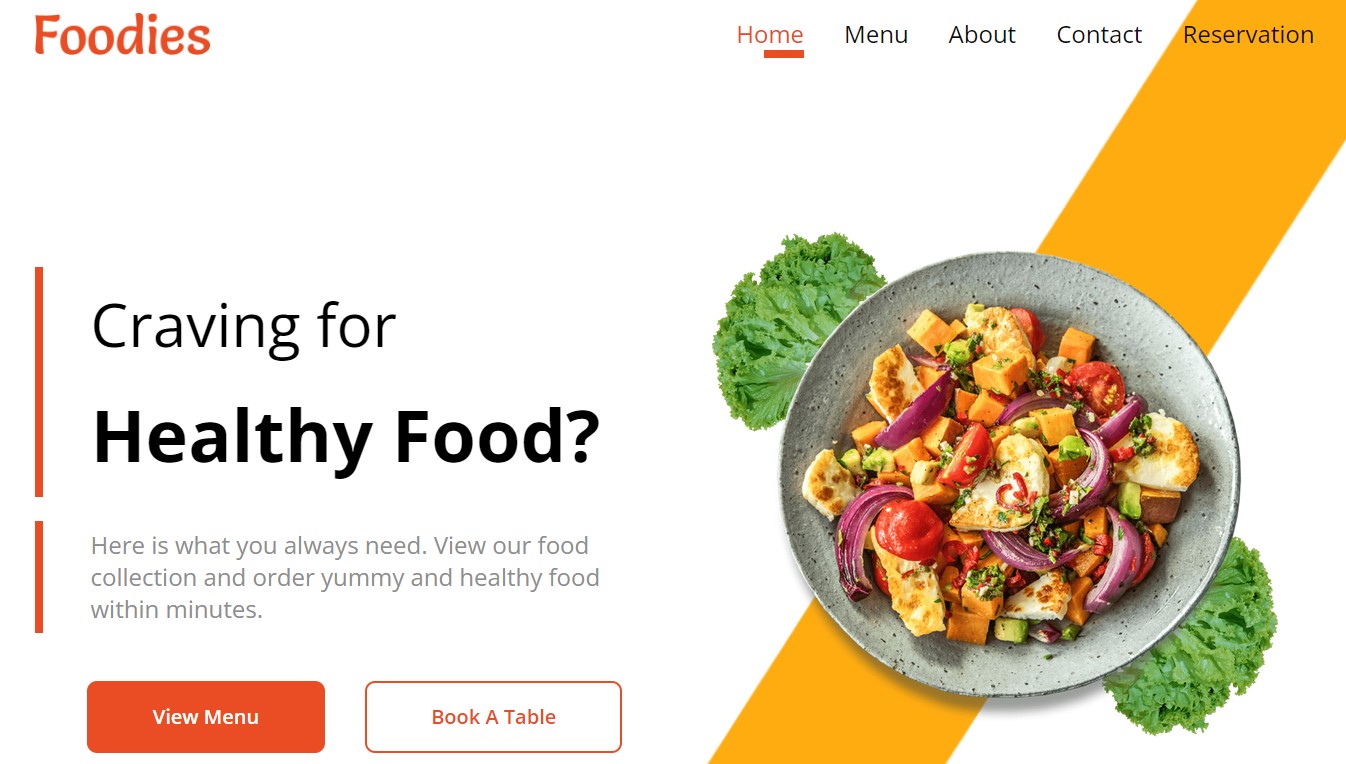 Foodies
Home Menu About Contact Reservation
Craving for
Healthy Food?
Here is what you always need. View our food
collection and order yummy and healthy food
within minutes.
View Menu
Book A Table